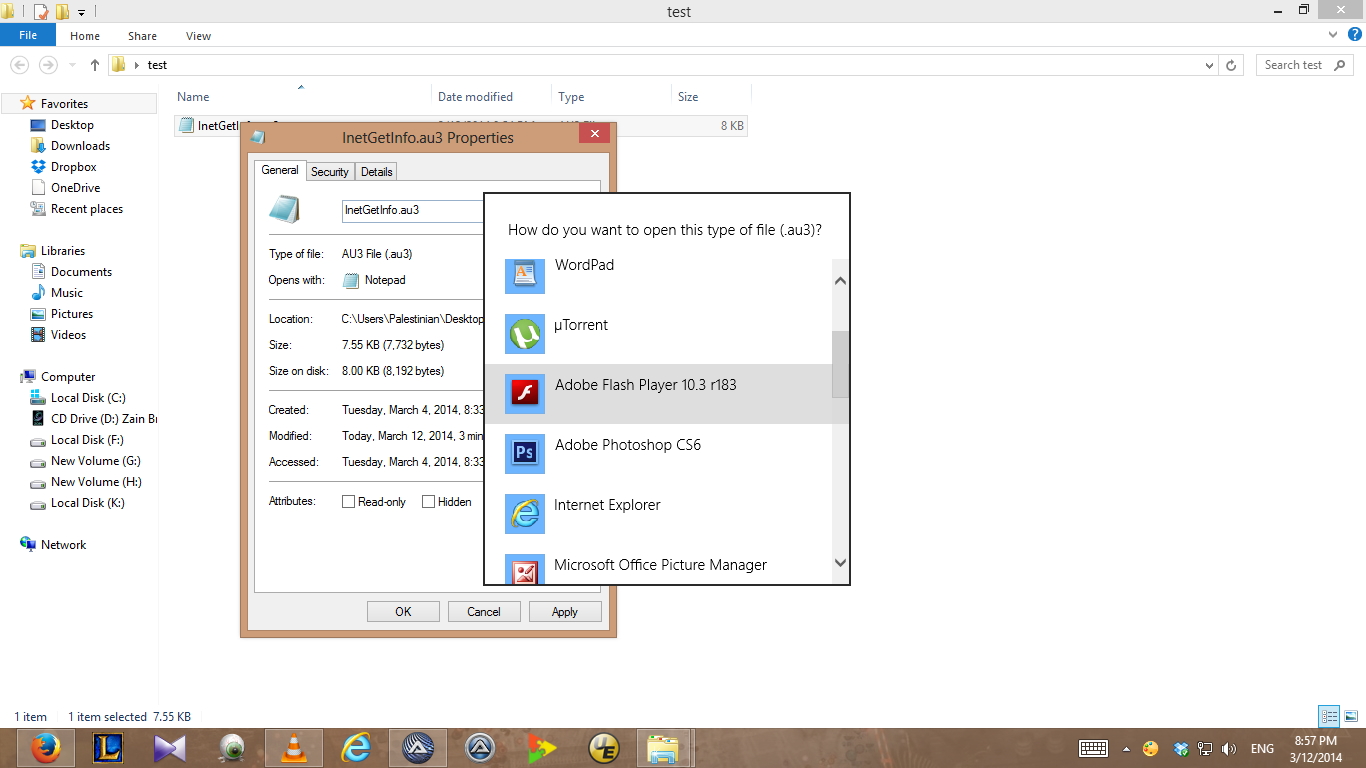 test
File Home Share View
test
Search test
Name Date modified Type Size
Favorites
Desktop
Downloads
Dropbox
OneDrive
Recent places
Libraries
Documents
Music
Pictures
Videos
Computer
Local Disk (C:)
CD Drive (D:) Zain Br
Local Disk (F:)
New Volume (G:)
New Volume (H:)
Local Disk (K:)
Network
8 KB
InetGetInfo.au3 Properties
General Security Details
InetGetInfo.au3
Type of file: AU3 File (.au3)
Opens with: Notepad
Location: C:\Users\Palestinian\Desktop
Size: 7.55 KB (7,732 bytes)
Size on disk: 8.00 KB (8,192 bytes)
Created: Tuesday, March 4, 2014, 8:33
Modified: Today, March 12, 2014, 3 min
Accessed: Tuesday, March 4, 2014, 8:33
Attributes: Read-only Hidden
OK Cancel Apply
How do you want to open this type of file (.au3)?
WordPad
µTorrent
Adobe Flash Player 10.3 r183
Adobe Photoshop CS6
Ps
Internet Explorer
Microsoft Office Picture Manager
1 item 1 item selected 7.55 KB
ENG
8:57 PM
3/12/2014